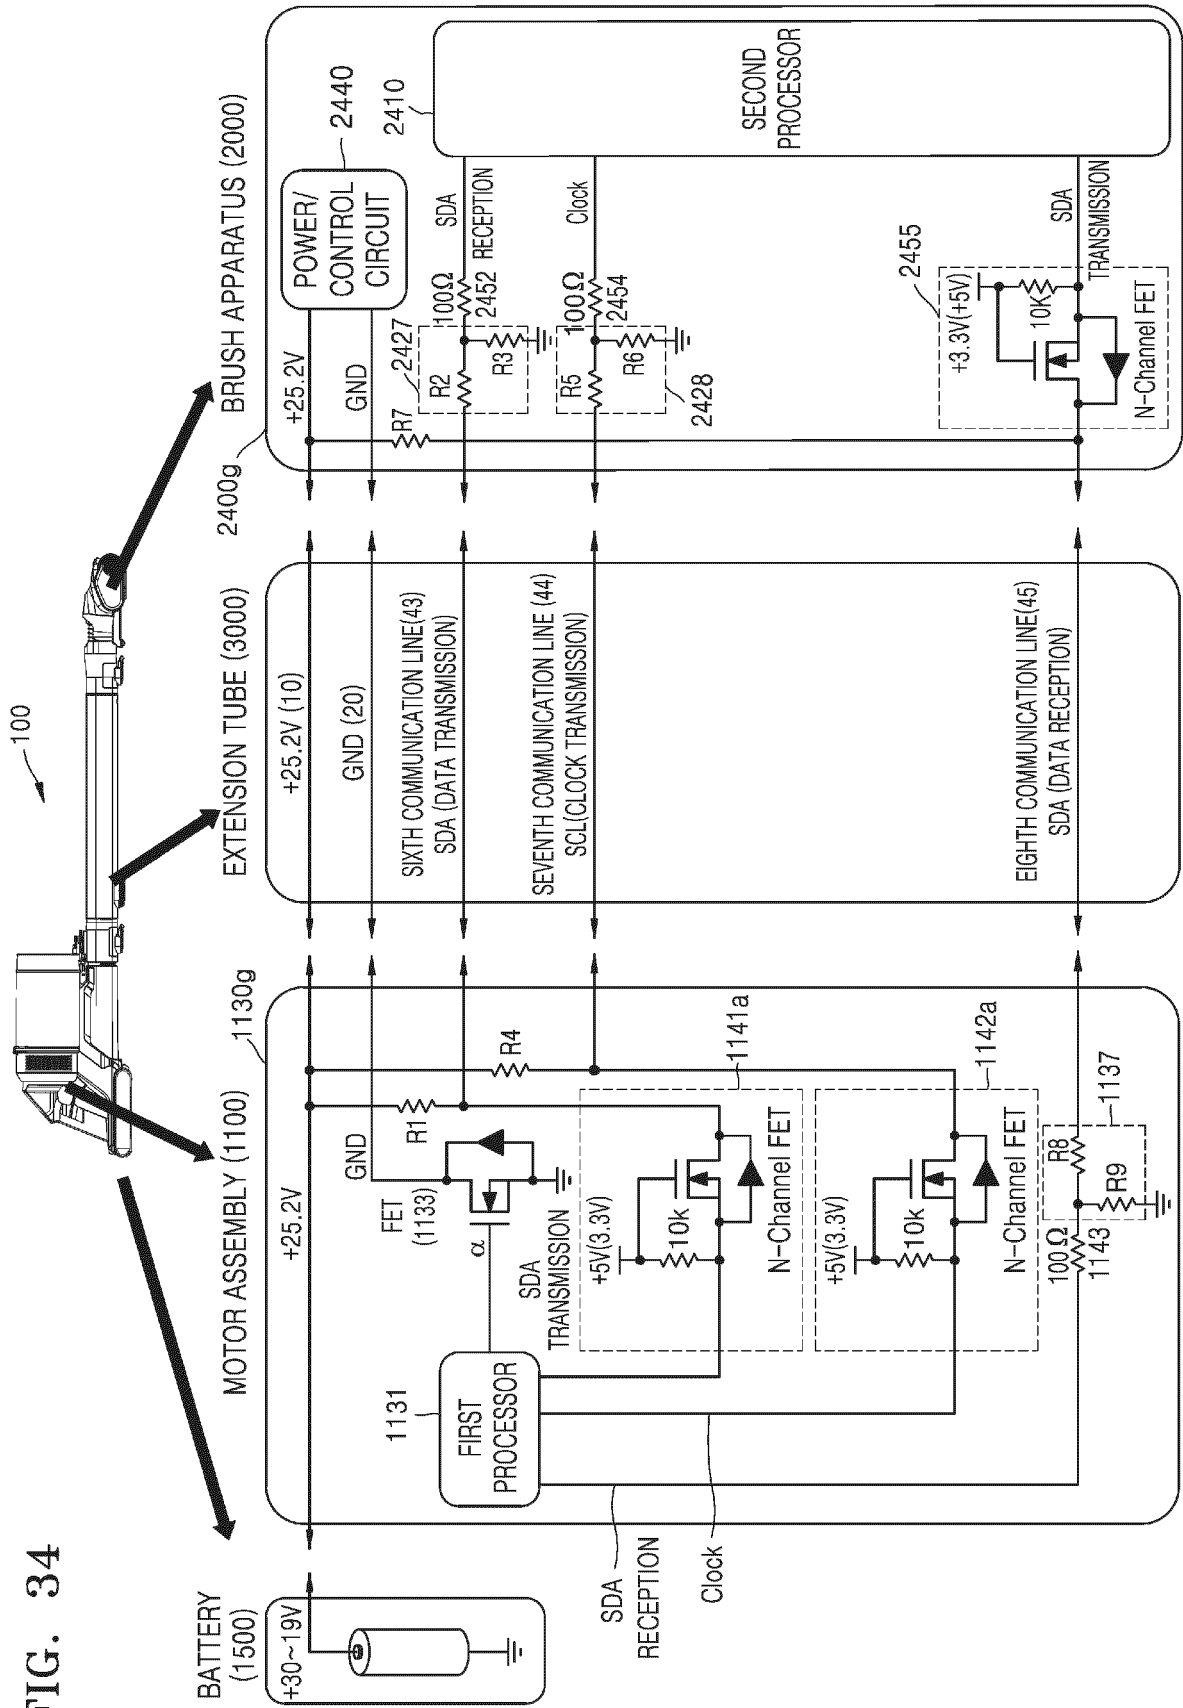 FIG. 34
100
BATTERY
(1500)
+30~19V
MOTOR ASSEMBLY (1100)
1130g
+25.2V
GND
FET
(1133)
α
R1
R4
1131
FIRST
PROCESSOR
SDA
TRANSMISSION
+5V(3.3V)
10k
N-Channel FET
1141a
+5V(3.3V)
10k
N-Channel FET
1142a
100Ω
1143
R8
R9
1137
SDA
RECEPTION
Clock
EXTENSION TUBE (3000)
+25.2V (10)
GND (20)
SIXTH COMMUNICATION LINE(43)
SDA (DATA TRANSMISSION)
SEVENTH COMMUNICATION LINE (44)
SCL(CLOCK TRANSMISSION)
EIGHTH COMMUNICATION LINE(45)
SDA (DATA RECEPTION)
BRUSH APPARATUS (2000)
2400g
+25.2V
GND
POWER/
CONTROL
CIRCUIT
2440
R7
R2
R3
2427
100Ω
2452
SDA
RECEPTION
2410
R5
R6
2428
100Ω
2454
Clock
SECOND
PROCESSOR
2455
+3.3V(+5V)
10K
N-Channel FET
SDA
TRANSMISSION